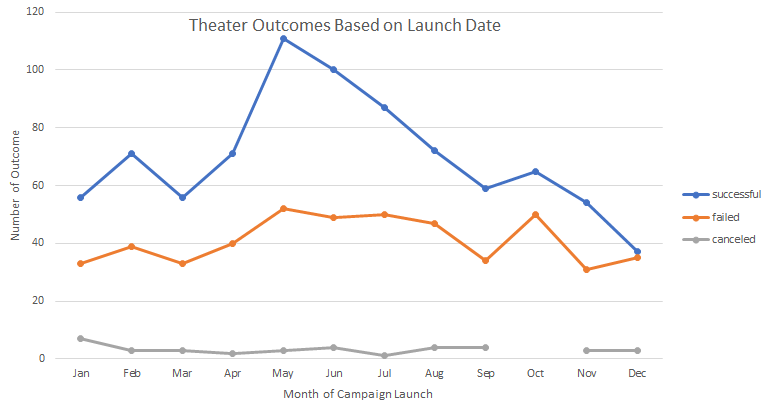 Theater Outcomes Based on Launch Date
120
100
80
60
40
20
0
Number of Outcome
Jan Feb Mar Apr May Jun Jul Aug Sep Oct Nov Dec
Month of Campaign Launch
successful
failed
canceled